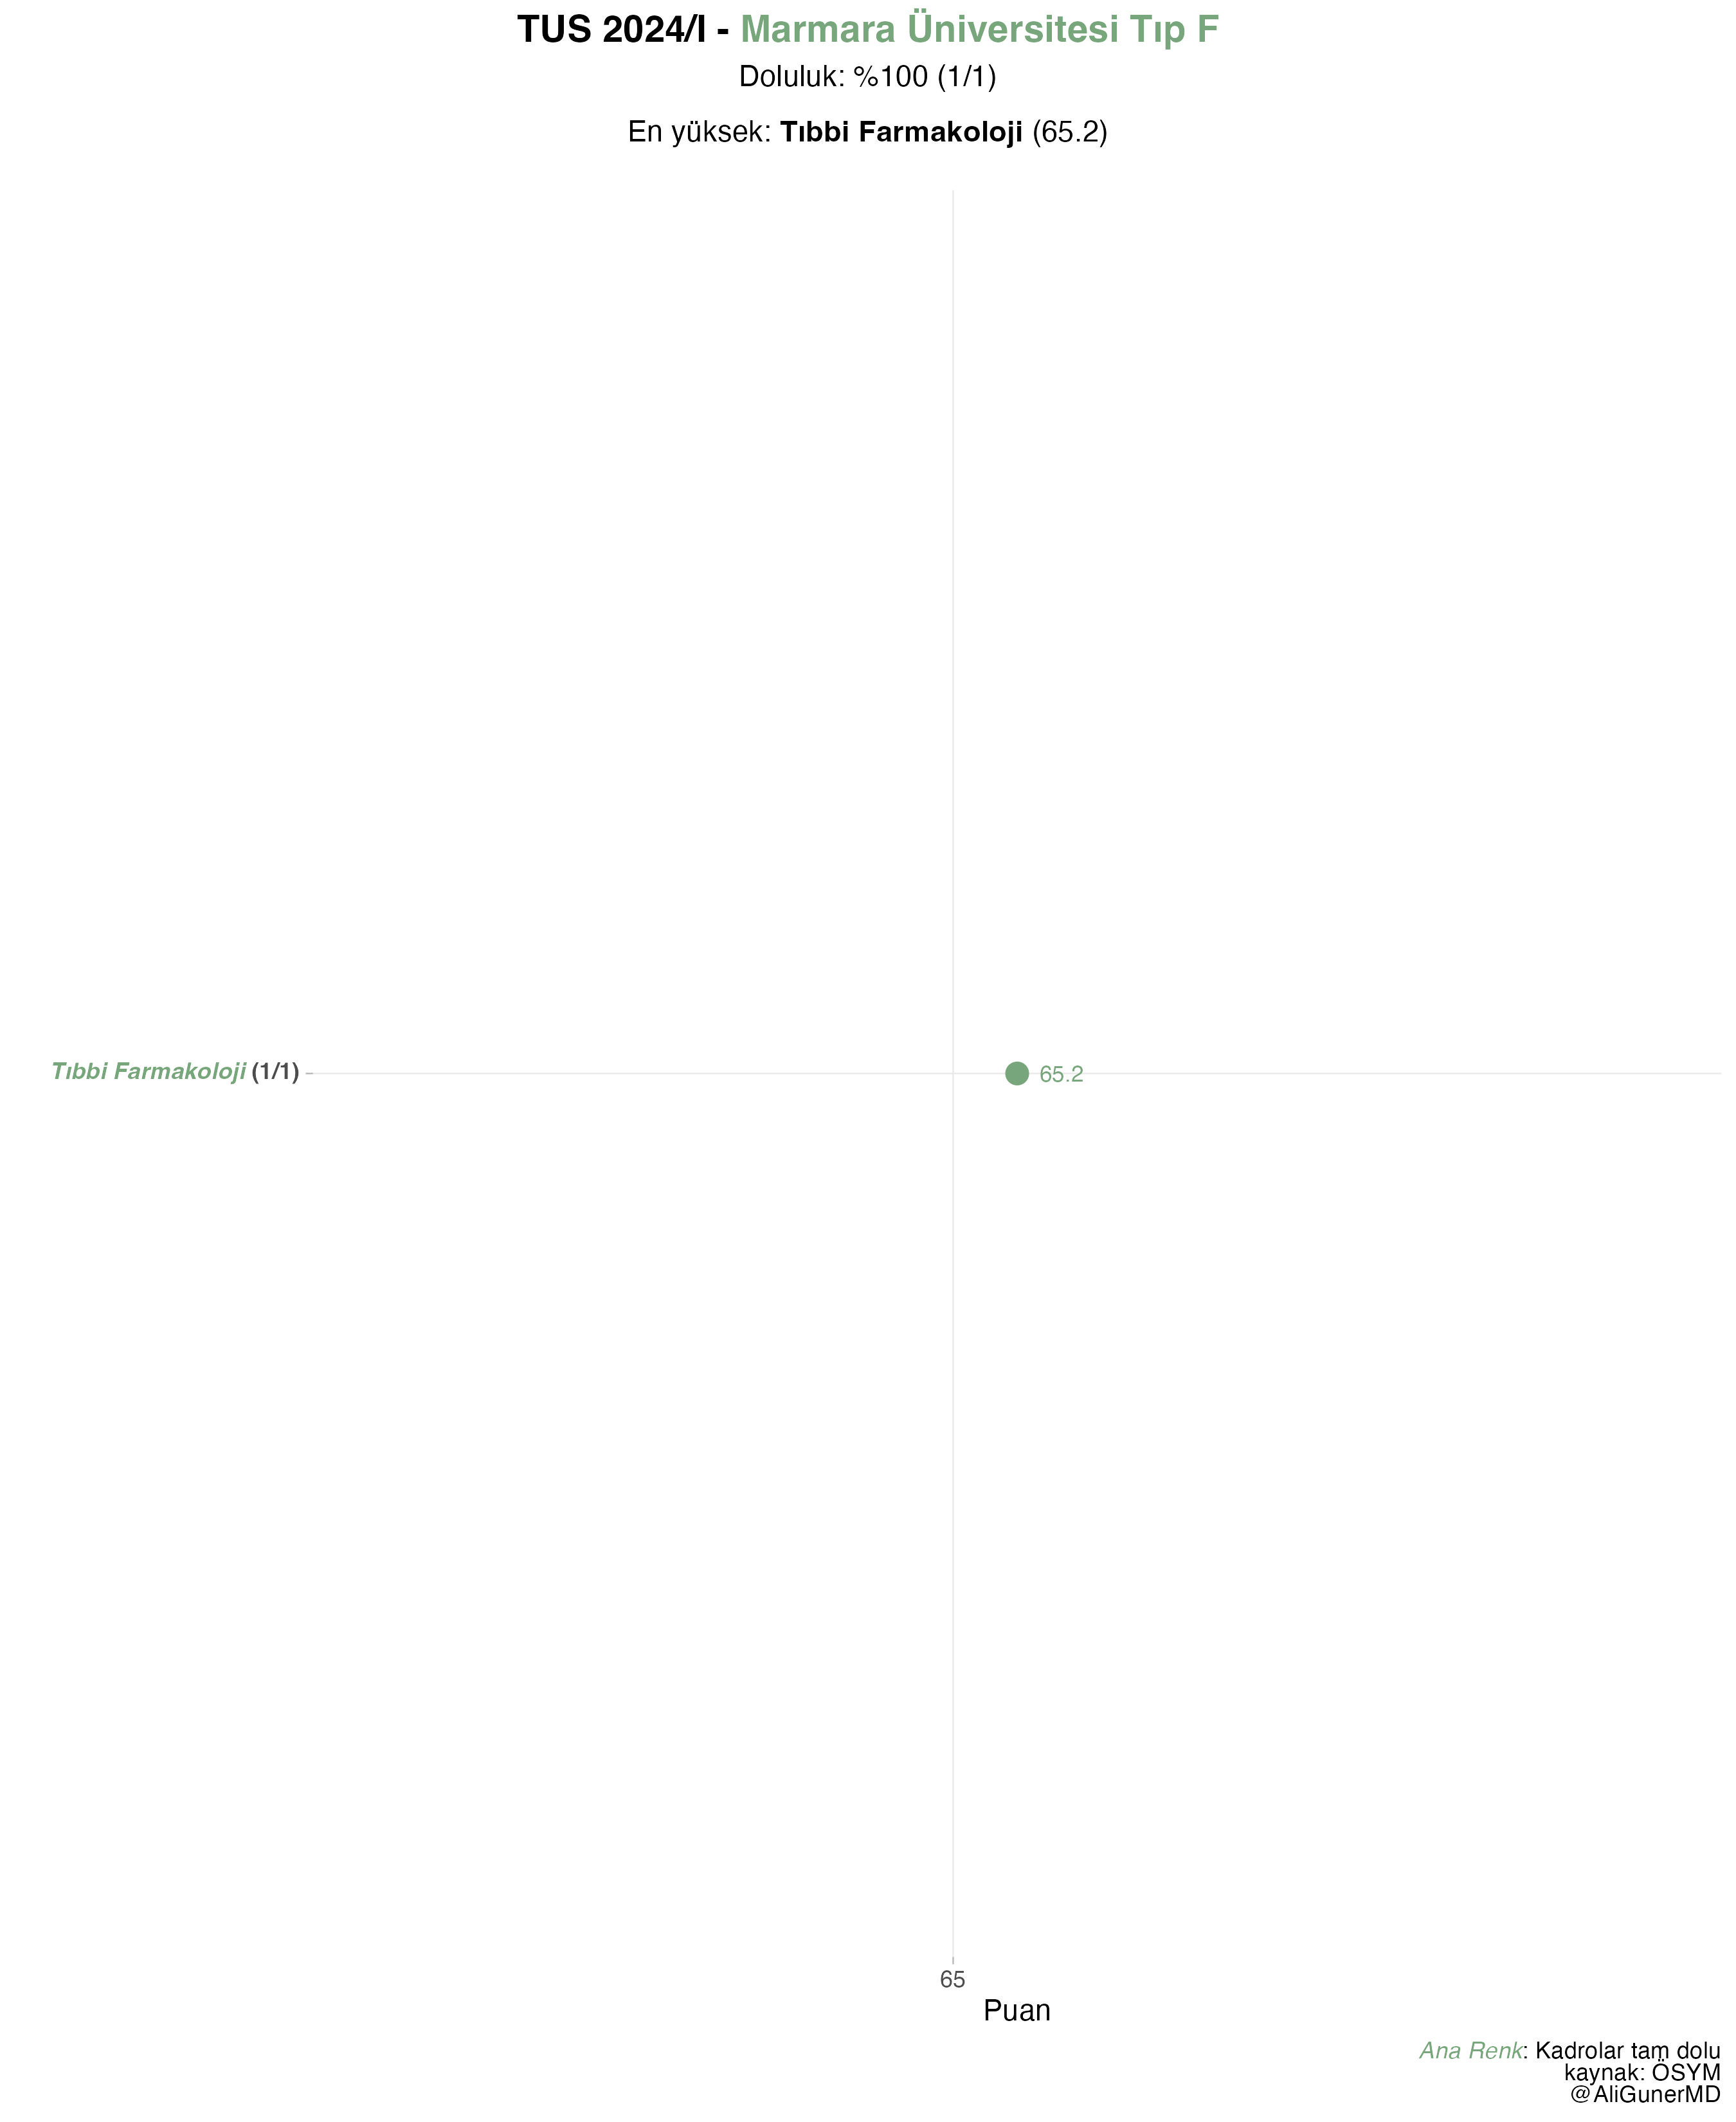 TUS 2024/I - Marmara Üniversitesi Tıp F
Doluluk: %100 (1/1)
En yüksek: Tıbbi Farmakoloji (65.2)
Tıbbi Farmakoloji (1/1)
65.2
65
Puan
Ana Renk: Kadrolar tam dolu
kaynak: ÖSYM
@AliGunerMD